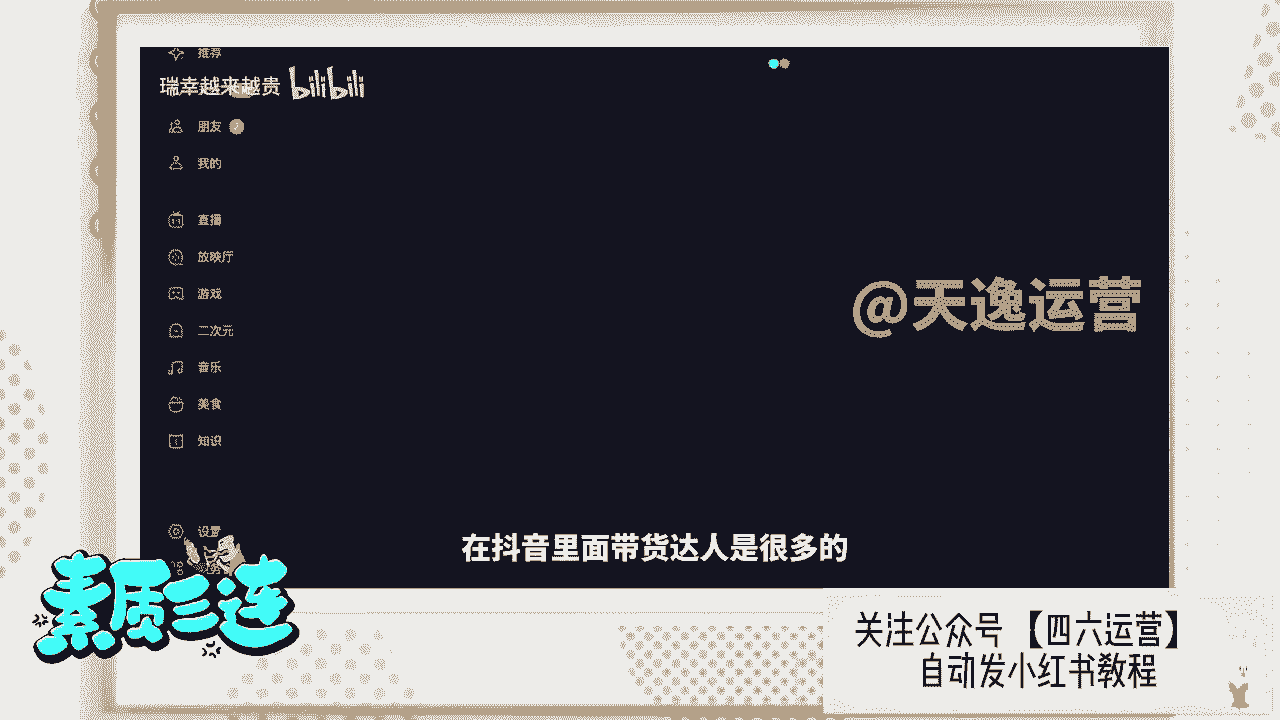 推荐
瑞幸越来越贵 bilibili
朋友
我的
直播
放映厅
游戏
二次元
音乐
美食
知识
@天逸运营
设置
在抖音里面带货达人是很多的
素质三连
关注公众号【四六运营】
自动发小红书教程